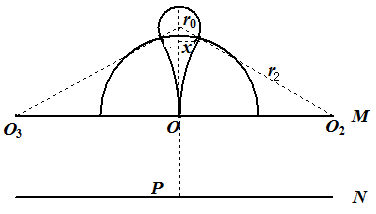 r₀
x
r₂
O₃ O O₂ M
P N